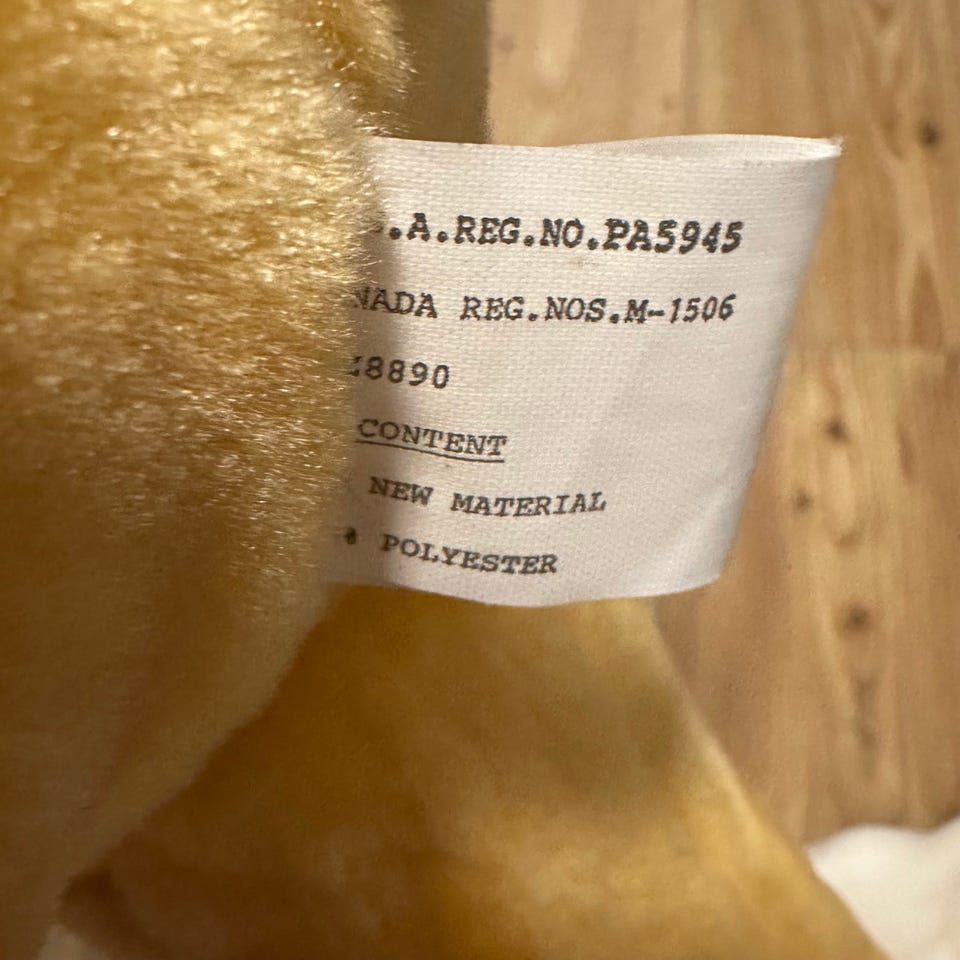 .A.REG.NO.PA5945
NADA REG.NOS.M-1506
8890
CONTENT
NEW MATERIAL
POLYESTER